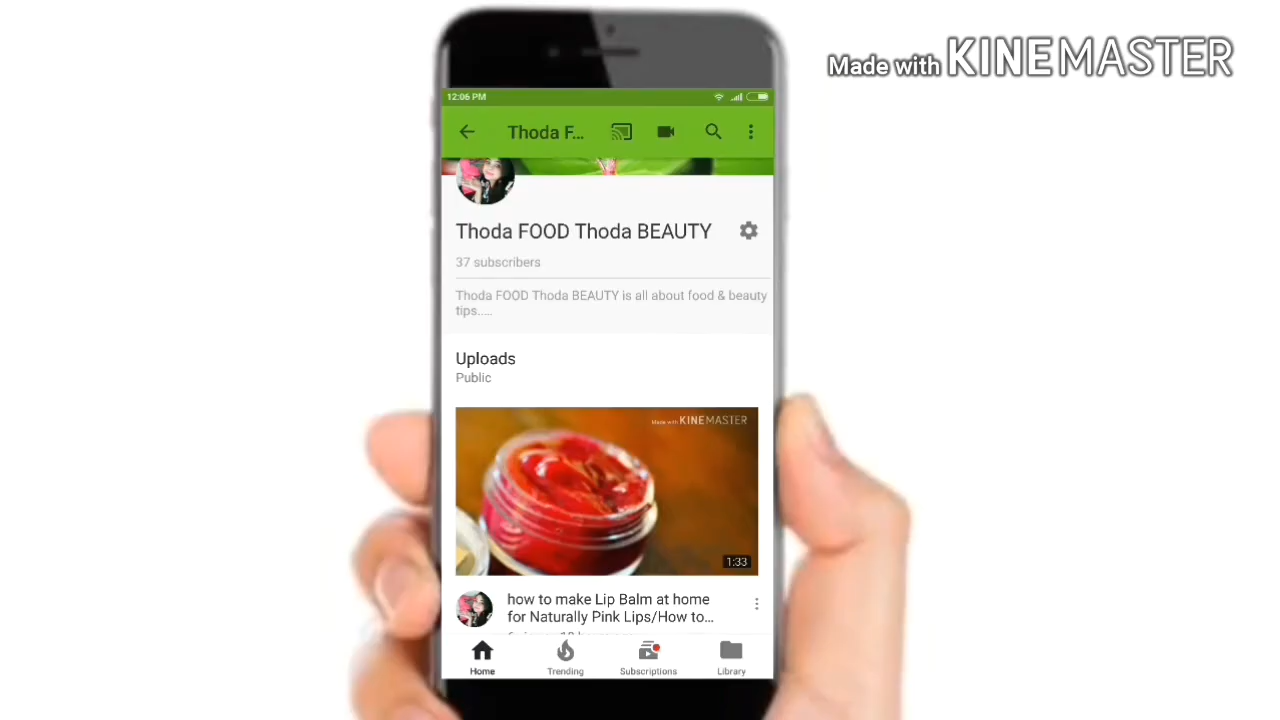 Made with KINEMASTER
12:06 PM
Thoda F...
Thoda FOOD Thoda BEAUTY
37 subscribers
Thoda FOOD Thoda BEAUTY is all about food & beauty
tips.....
Uploads
Public
Made with KINEMASTER
1:33
how to make Lip Balm at home
for Naturally Pink Lips/How to...
Home
Trending
Subscriptions
Library